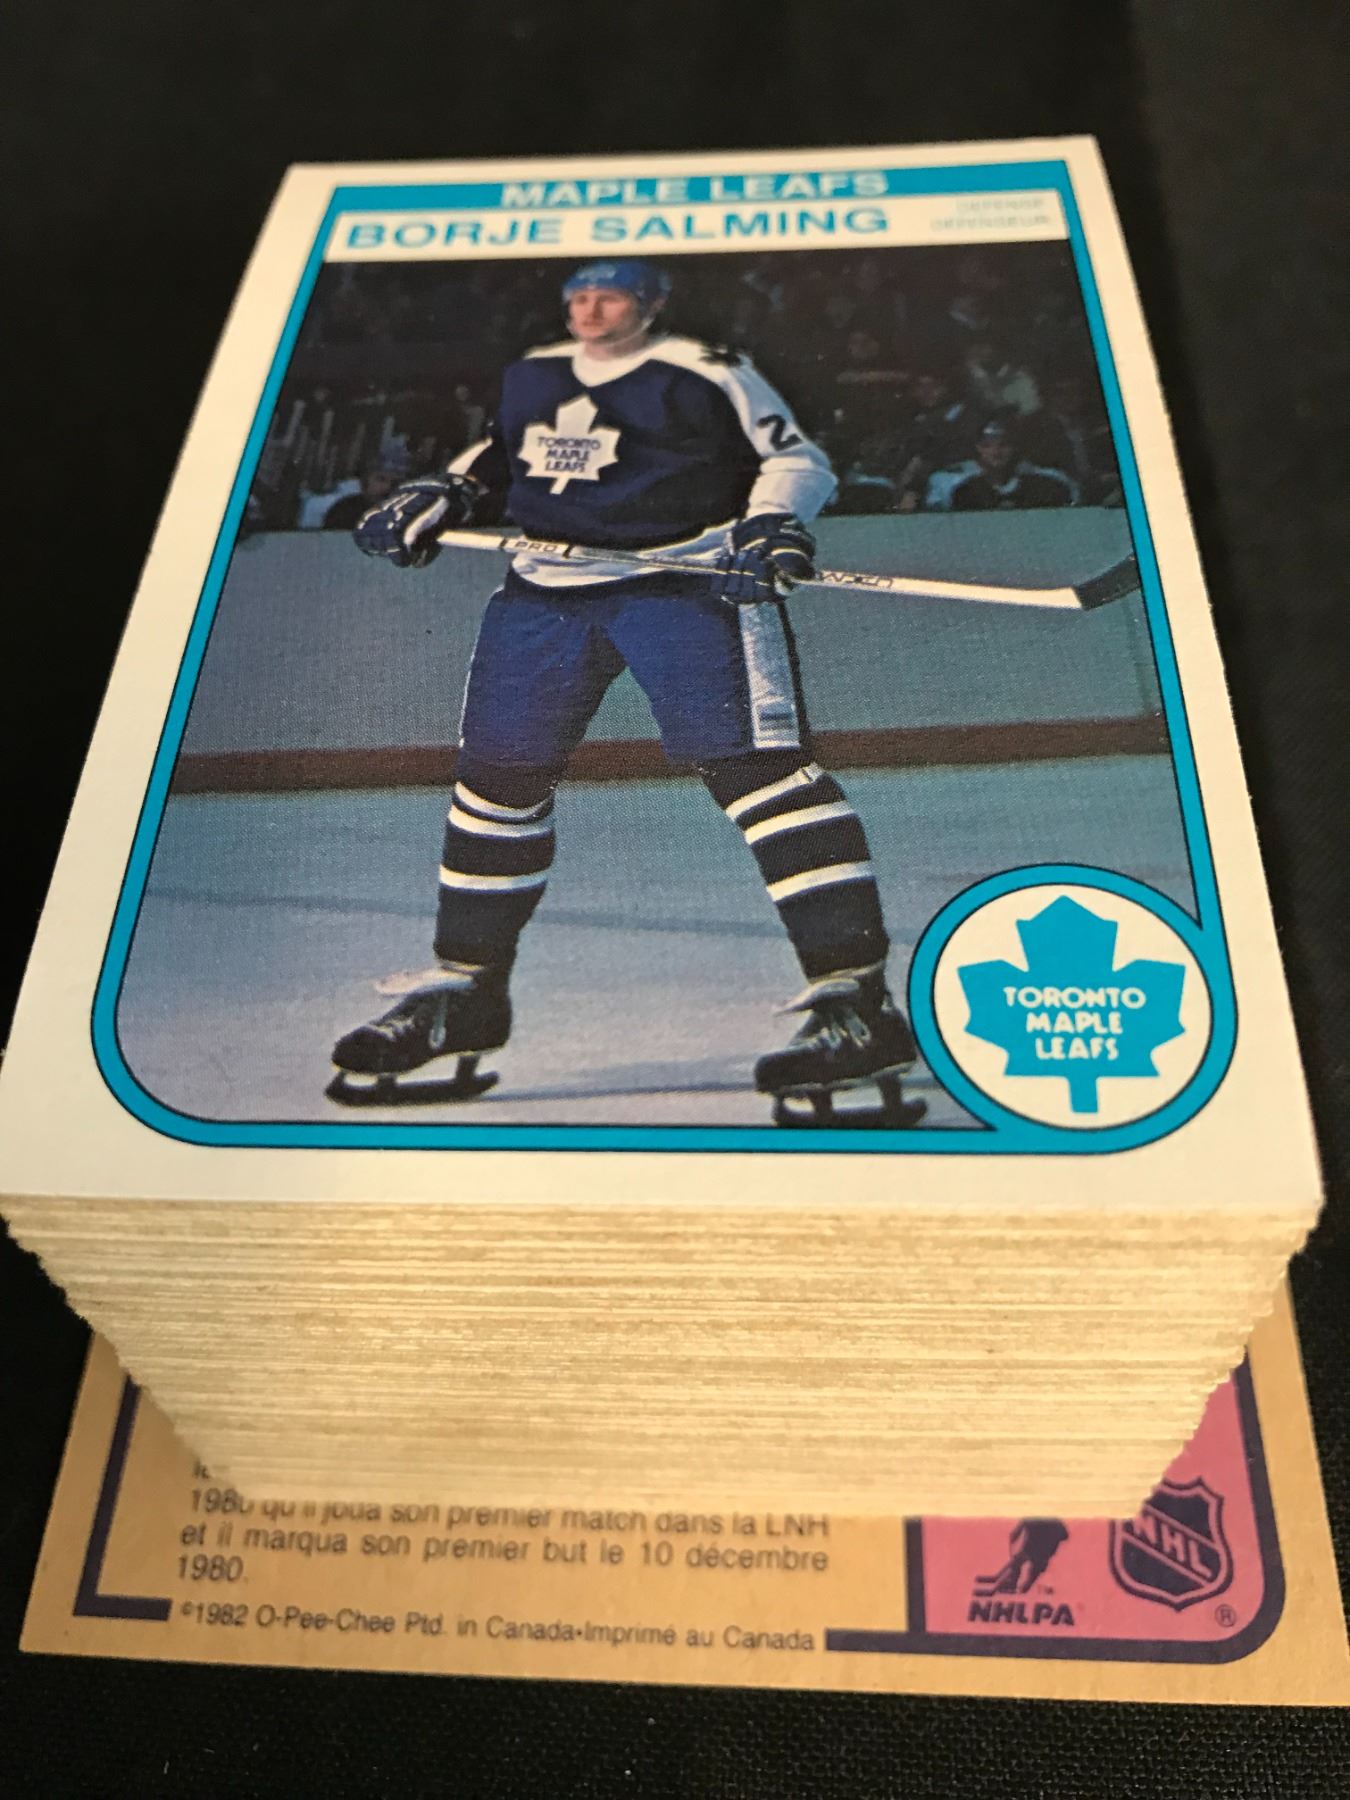 MAPLE LEAFS
BORJE SALMING
DEFENSE
DEFENSEUR
2
TORONTO
MAPLE
LEAFS
PRO
TORONTO
MAPLE
LEAFS
1980 qu'il joua son premier match dans la LNH
et il marqua son premier but le 10 décembre
1980.
©1982 O-Pee-Chee Ptd. in Canada•Imprimé au Canada
NHLPA
TM
NHL
®